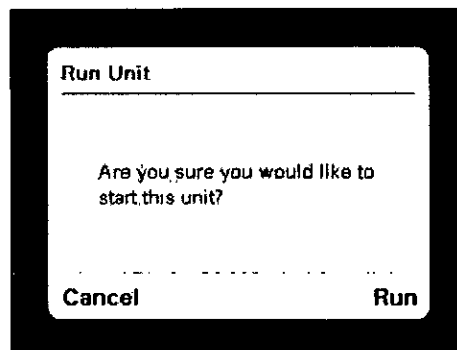 Run Unit
Are you sure you would like to
start this unit?
Cancel
Run